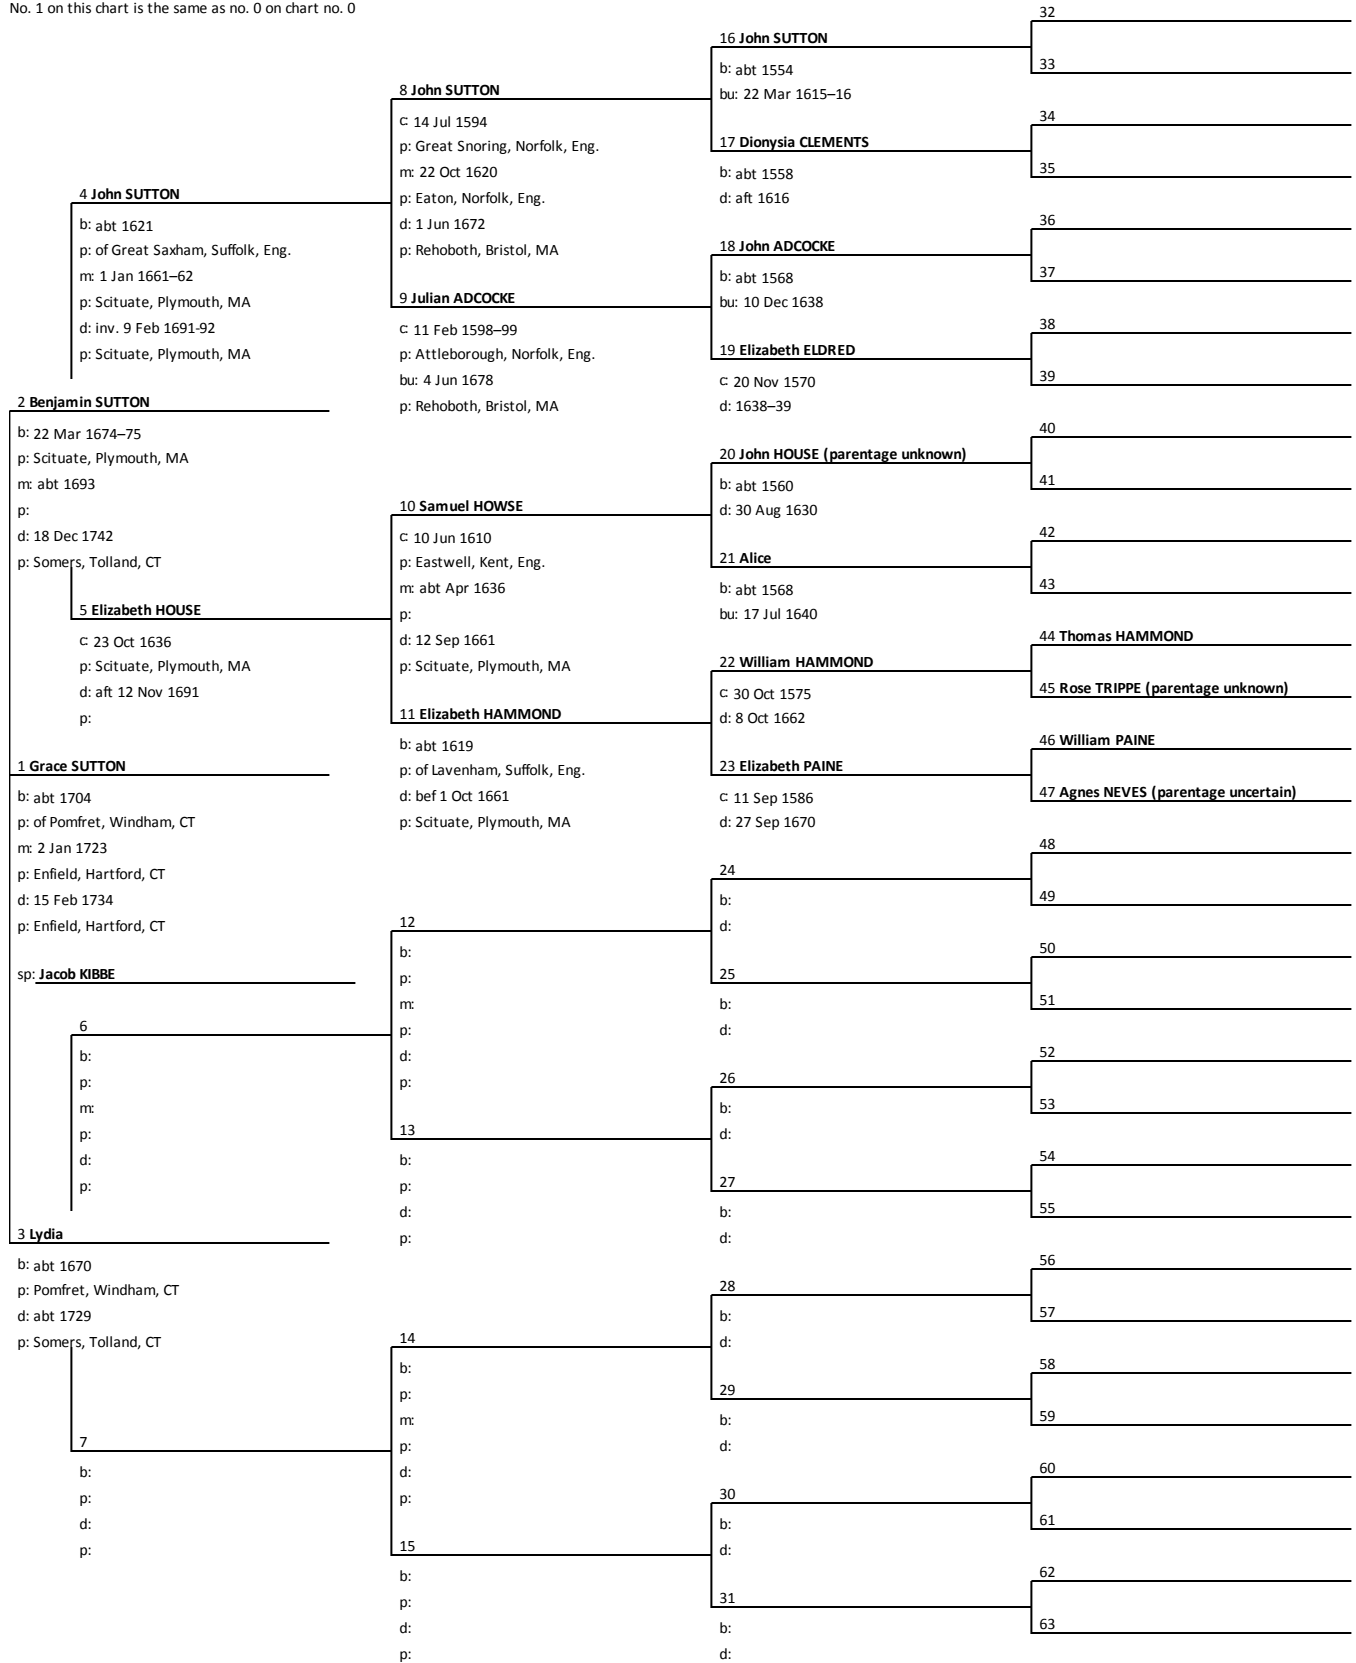 No. 1 on this chart is the same as no. 0 on chart no. 0
2 Benjamin SUTTON
b: 22 Mar 1674–75
p: Scituate, Plymouth, MA
m: abt 1693
p:
d: 18 Dec 1742
p: Somers, Tolland, CT
1 Grace SUTTON
b: abt 1704
p: of Pomfret, Windham, CT
m: 2 Jan 1723
p: Enfield, Hartford, CT
d: 15 Feb 1734
p: Enfield, Hartford, CT
sp: Jacob KIBBE
3 Lydia
b: abt 1670
p: Pomfret, Windham, CT
d: abt 1729
p: Somers, Tolland, CT
4 John SUTTON
b: abt 1621
p: of Great Saxham, Suffolk, Eng.
m: 1 Jan 1661–62
p: Scituate, Plymouth, MA
d: inv. 9 Feb 1691-92
p: Scituate, Plymouth, MA
5 Elizabeth HOUSE
c: 23 Oct 1636
p: Scituate, Plymouth, MA
d: aft 12 Nov 1691
p:
6
b:
p:
m:
p:
d:
p:
7
b:
p:
d:
p:
8 John SUTTON
c: 14 Jul 1594
p: Great Snoring, Norfolk, Eng.
m: 22 Oct 1620
p: Eaton, Norfolk, Eng.
d: 1 Jun 1672
p: Rehoboth, Bristol, MA
9 Julian ADCOCKE
c: 11 Feb 1598–99
p: Attleborough, Norfolk, Eng.
bu: 4 Jun 1678
p: Rehoboth, Bristol, MA
10 Samuel HOWSE
c: 10 Jun 1610
p: Eastwell, Kent, Eng.
m: abt Apr 1636
p:
d: 12 Sep 1661
p: Scituate, Plymouth, MA
11 Elizabeth HAMMOND
b: abt 1619
p: of Lavenham, Suffolk, Eng.
d: bef 1 Oct 1661
p: Scituate, Plymouth, MA
12
b:
p:
m:
p:
d:
p:
13
b:
p:
d:
p:
14
b:
p:
m:
p:
d:
p:
15
b:
p:
d:
p:
16 John SUTTON
b: abt 1554
bu: 22 Mar 1615–16
17 Dionysia CLEMENTS
b: abt 1558
d: aft 1616
18 John ADCOCKE
b: abt 1568
bu: 10 Dec 1638
19 Elizabeth ELDRED
c: 20 Nov 1570
d: 1638–39
20 John HOUSE (parentage unknown)
b: abt 1560
d: 30 Aug 1630
21 Alice
b: abt 1568
bu: 17 Jul 1640
22 William HAMMOND
c: 30 Oct 1575
d: 8 Oct 1662
23 Elizabeth PAINE
c: 11 Sep 1586
d: 27 Sep 1670
24
b:
d:
25
b:
d:
26
b:
d:
27
b:
d:
28
b:
d:
29
b:
d:
30
b:
d:
31
b:
d:
32
33
34
35
36
37
38
39
40
41
42
43
44 Thomas HAMMOND
45 Rose TRIPPE (parentage unknown)
46 William PAINE
47 Agnes NEVES (parentage uncertain)
48
49
50
51
52
53
54
55
56
57
58
59
60
61
62
63